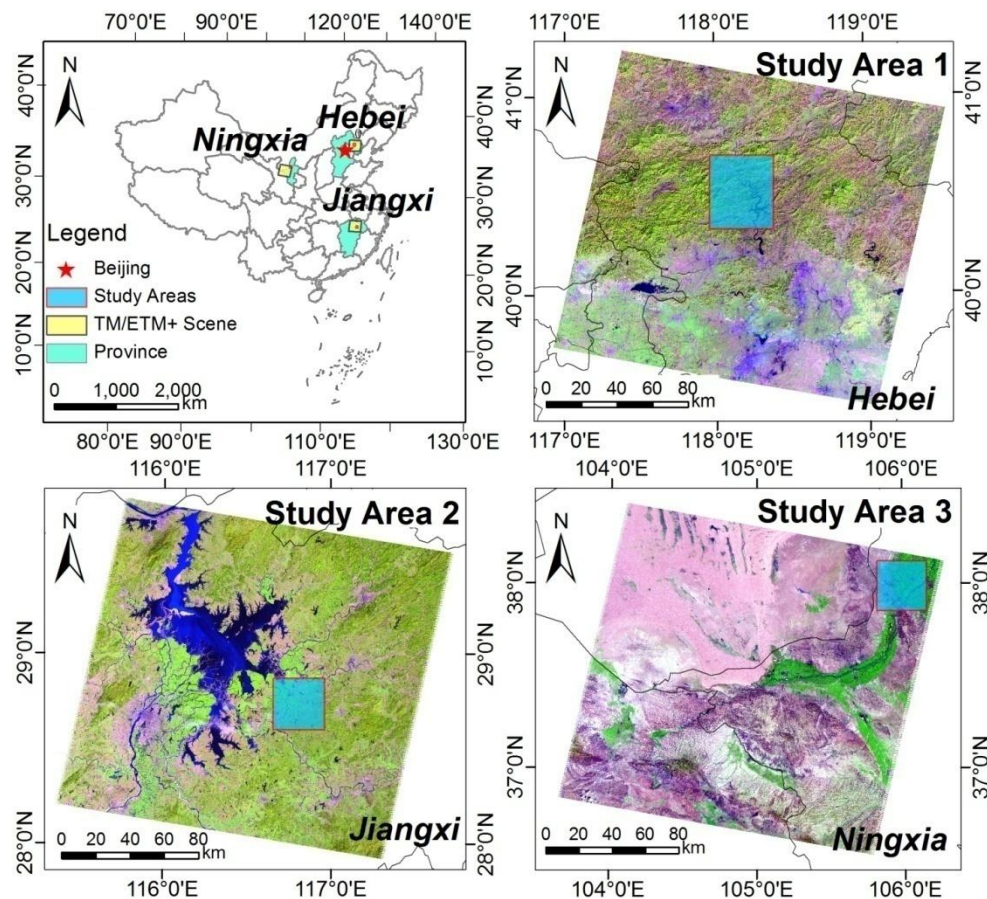 70°0'E 90°0'E 120°0'E 140°0'E
N
40°0'N
30°0'N
20°0'N
10°0'N
40°0'N
30°0'N
20°0'N
10°0'N
Hebei
Ningxia
Jiangxi
Legend
Beijing
Study Areas
TM/ETM+ Scene
Province
0 1,000 2,000
km
80°0'E 90°0'E 110°0'E 130°0'E
117°0'E 118°0'E 119°0'E
N
Study Area 1
41°0'N
40°0'N
41°0'N
40°0'N
0 20 40 60 80
km
Hebei
117°0'E 118°0'E 119°0'E
116°0'E 117°0'E
N
Study Area 2
29°0'N
28°0'N
29°0'N
28°0'N
0 20 40 60 80
km
Jiangxi
116°0'E 117°0'E
104°0'E 105°0'E 106°0'E
N
Study Area 3
38°0'N
37°0'N
38°0'N
37°0'N
0 20 40 60 80
km
Ningxia
104°0'E 105°0'E 106°0'E